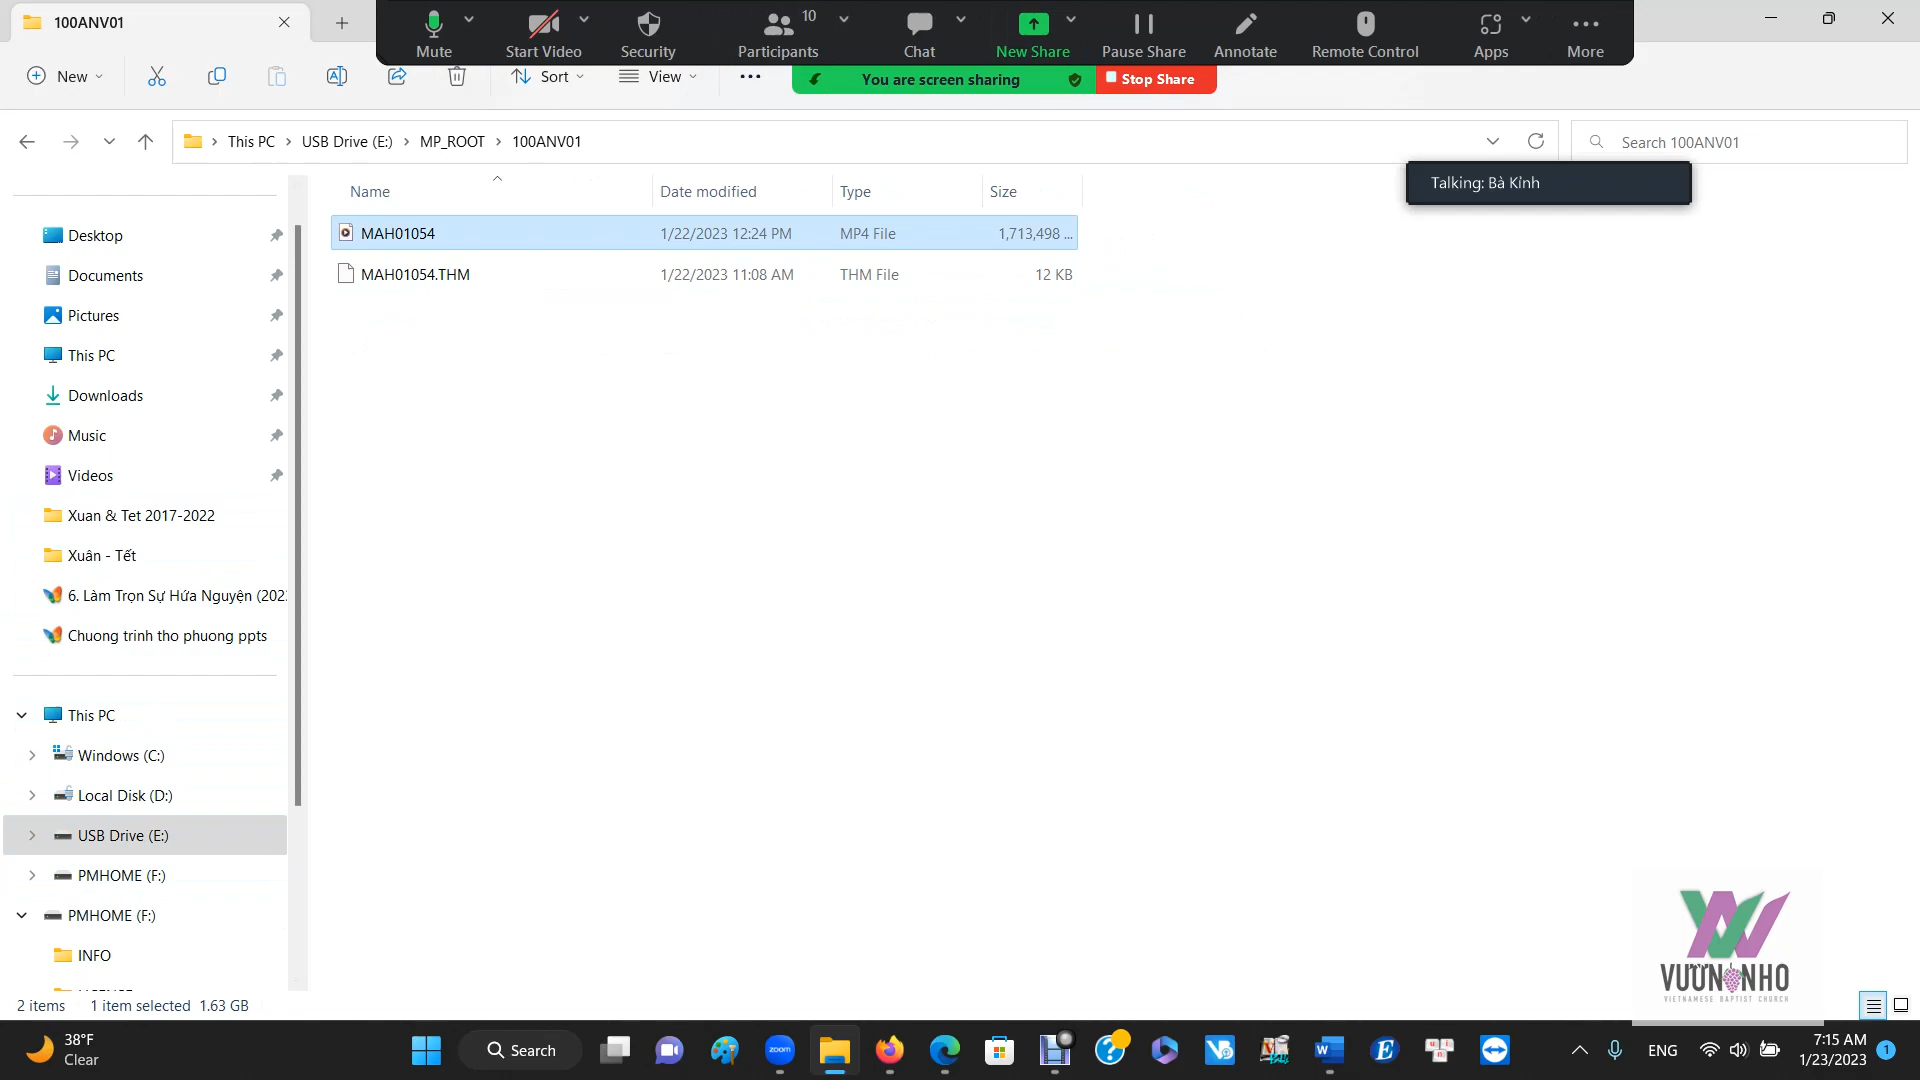 100ANV01
Mute
Start Video
Security
Participants
10
Chat
New Share
Pause Share
Annotate
Remote Control
Apps
More
New
Sort
View
You are screen sharing
Stop Share
This PC
USB Drive (E:)
MP_ROOT
100ANV01
Search 100ANV01
Talking: Bà Kỉnh
Name
Date modified
Type
Size
MAH01054
1/22/2023 12:24 PM
MP4 File
1,713,498 ...
MAH01054.THM
1/22/2023 11:08 AM
THM File
12 KB
Desktop
Documents
Pictures
This PC
Downloads
Music
Videos
Xuan & Tet 2017-2022
Xuân - Tết
6. Làm Trọn Sự Hứa Nguyện (202
Chuong trinh tho phuong ppts
This PC
Windows (C:)
Local Disk (D:)
USB Drive (E:)
PMHOME (F:)
PMHOME (F:)
INFO
2 items
1 item selected 1.63 GB
VƯỜN NHO
VIETNAMESE BAPTIST CHURCH
38°F
Clear
Search
zoom
ENG
7:15 AM
1/23/2023
1